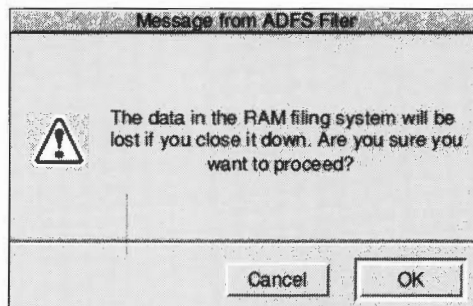 Message from ADFS Filer
The data in the RAM filing system will be
lost if you close it down. Are you sure you
want to proceed?
Cancel
OK